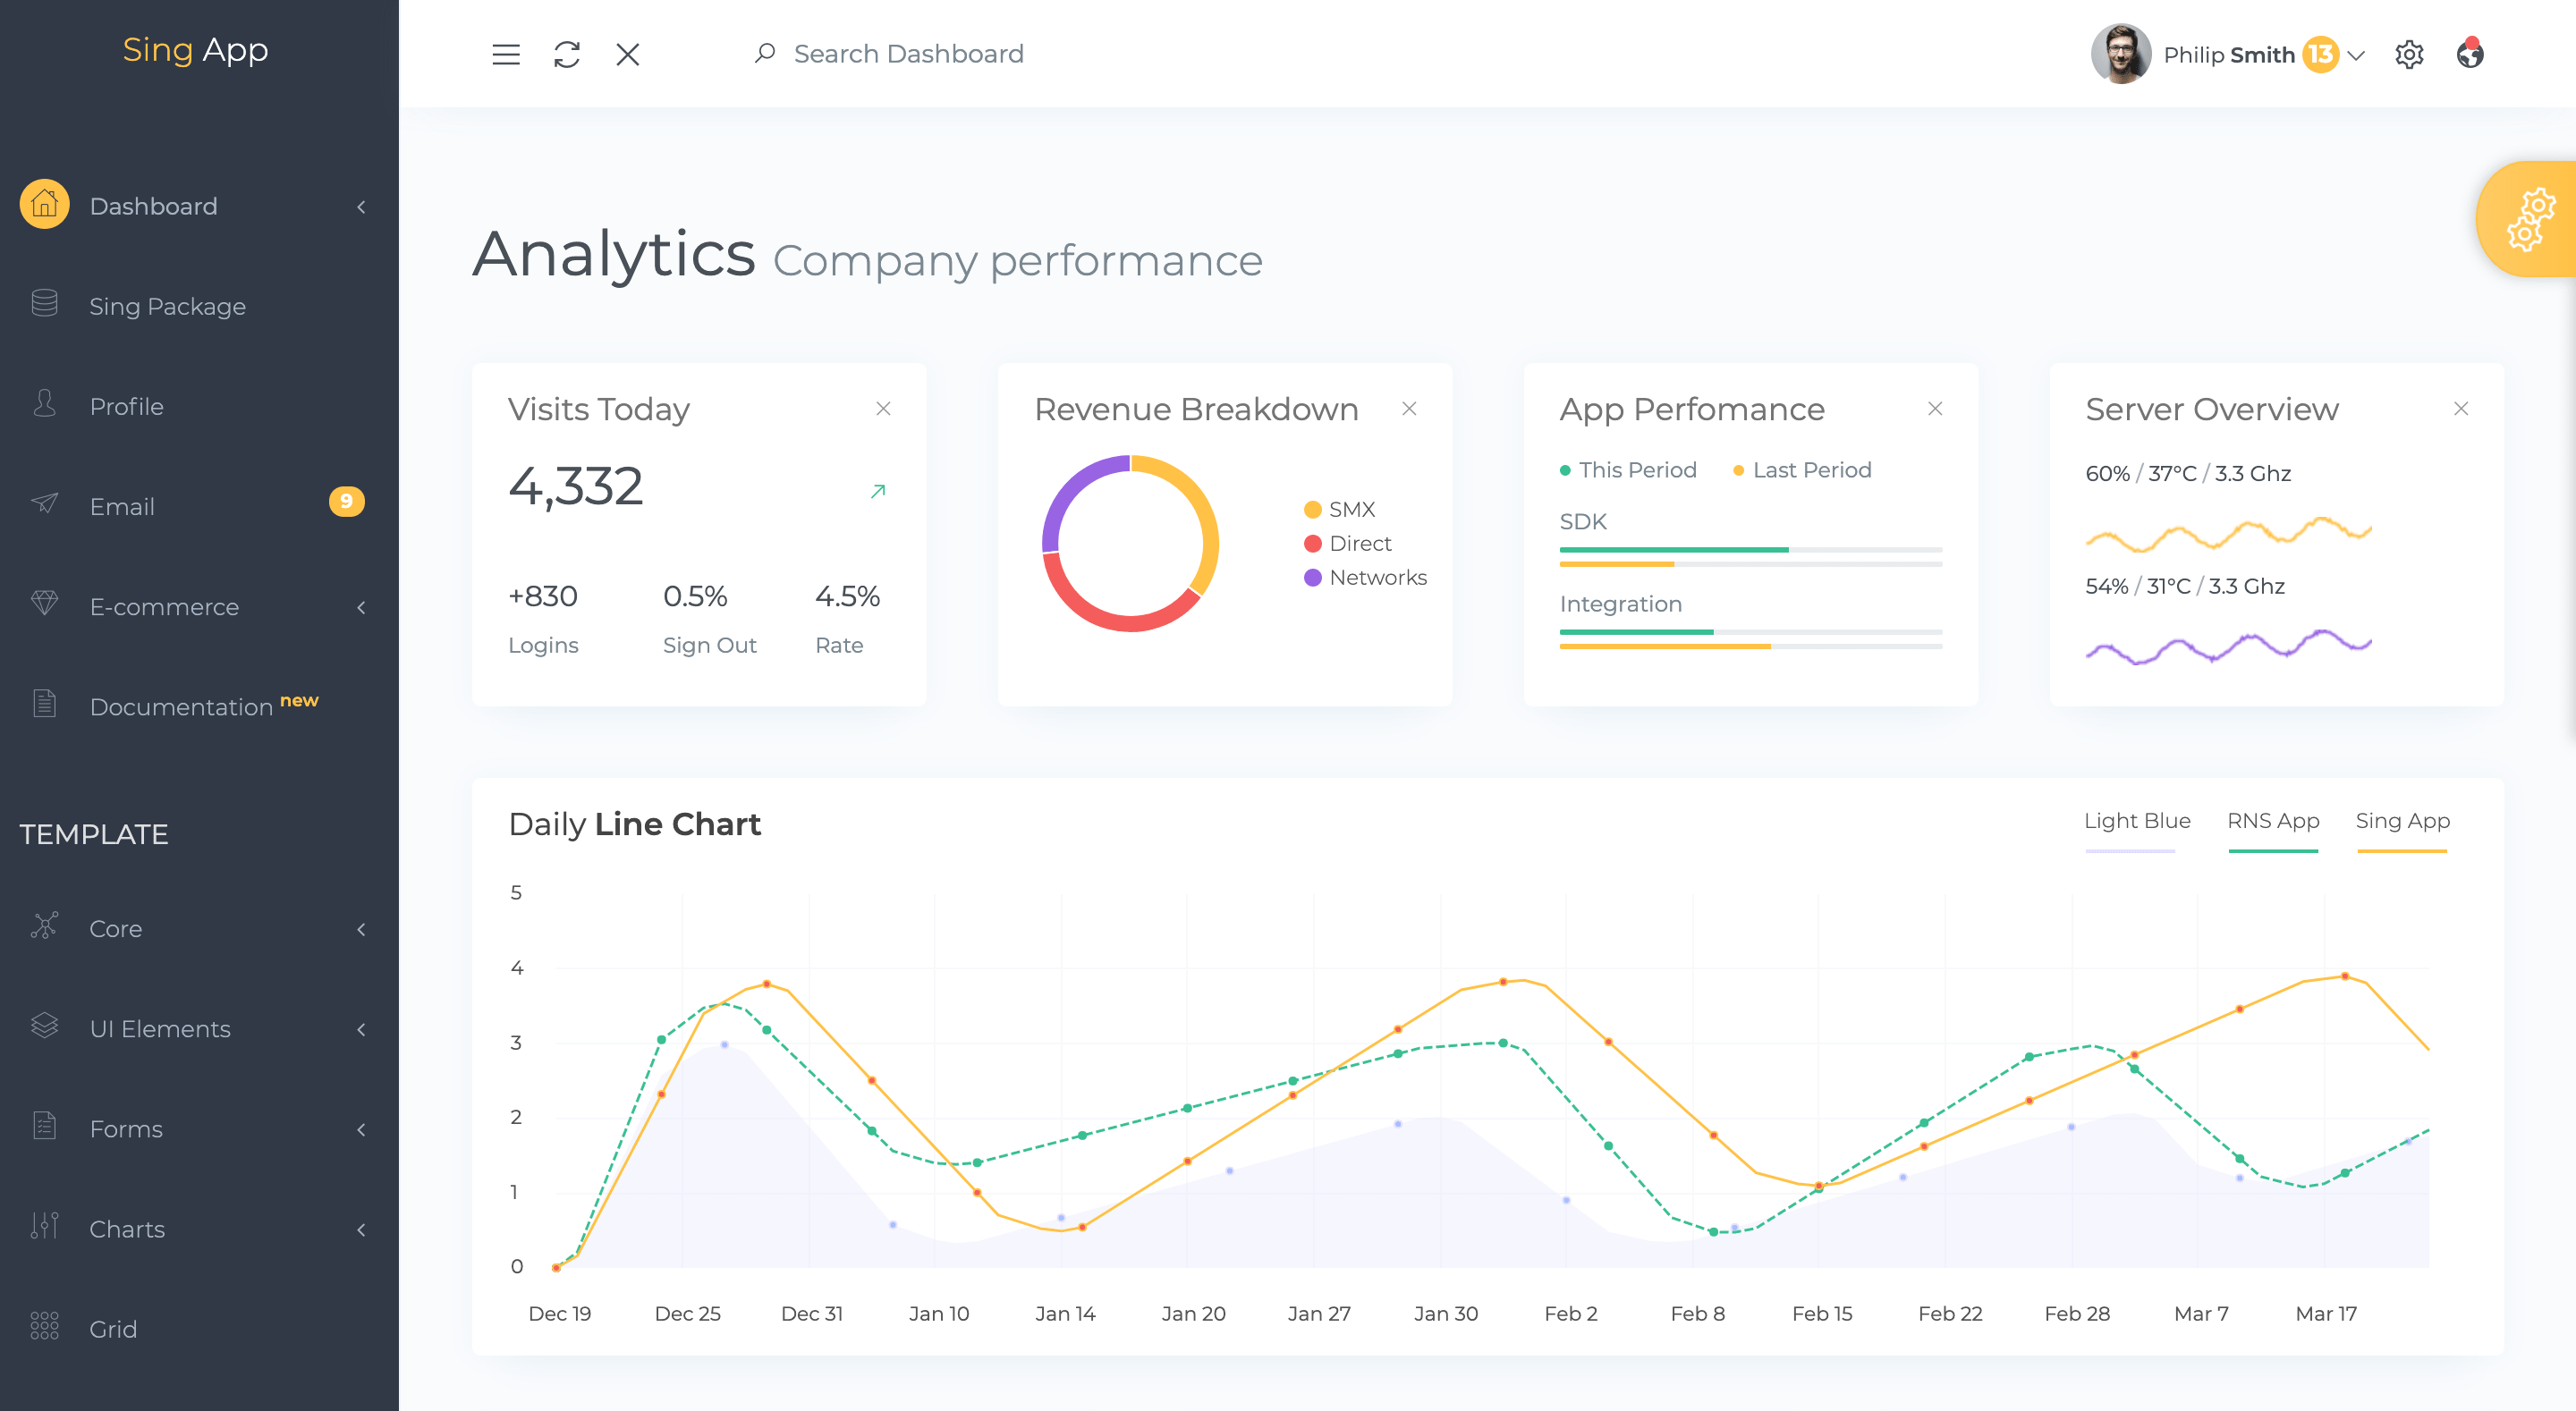 Sing App
Search Dashboard
Philip Smith 13
Dashboard
Sing Package
Profile
Email 9
E-commerce
Documentation new
TEMPLATE
Core
UI Elements
Forms
Charts
Grid
Analytics Company performance
Visits Today
4,332
+830 0.5% 4.5%
Logins Sign Out Rate
Revenue Breakdown
SMX
Direct
Networks
App Perfomance
This Period Last Period
SDK
Integration
Server Overview
60% / 37°C / 3.3 Ghz
54% / 31°C / 3.3 Ghz
Daily Line Chart
Light Blue RNS App Sing App
5
4
3
2
1
0
Dec 19 Dec 25 Dec 31 Jan 10 Jan 14 Jan 20 Jan 27 Jan 30 Feb 2 Feb 8 Feb 15 Feb 22 Feb 28 Mar 7 Mar 17